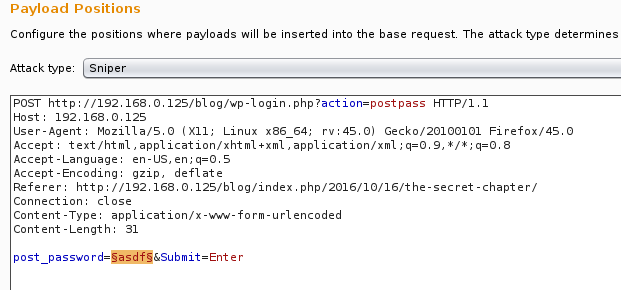 Payload Positions
Configure the positions where payloads will be inserted into the base request. The attack type determines
Attack type: Sniper
POST http://192.168.0.125/blog/wp-login.php?action=postpass HTTP/1.1
Host: 192.168.0.125
User-Agent: Mozilla/5.0 (X11; Linux x86_64; rv:45.0) Gecko/20100101 Firefox/45.0
Accept: text/html,application/xhtml+xml,application/xml;q=0.9,*/*;q=0.8
Accept-Language: en-US,en;q=0.5
Accept-Encoding: gzip, deflate
Referer: http://192.168.0.125/blog/index.php/2016/10/16/the-secret-chapter/
Connection: close
Content-Type: application/x-www-form-urlencoded
Content-Length: 31
post_password=§asdf§&Submit=Enter